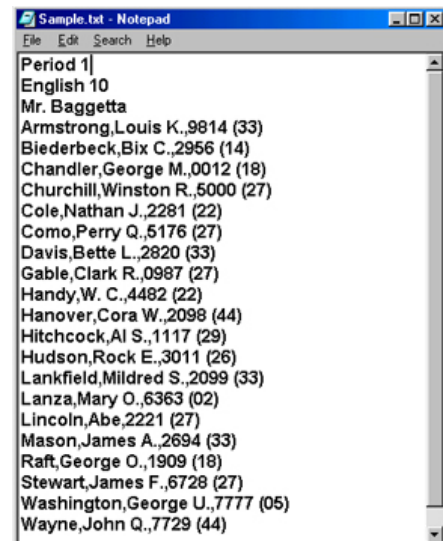 Sample.txt - Notepad
File Edit Search Help
Period 1
English 10
Mr. Baggetta
Armstrong,Louis K.,9814 (33)
Biederbeck,Bix C.,2956 (14)
Chandler,George M.,0012 (18)
Churchill,Winston R.,5000 (27)
Cole,Nathan J.,2281 (22)
Como,Perry Q.,5176 (27)
Davis,Bette L.,2820 (33)
Gable,Clark R.,0987 (27)
Handy,W. C.,4482 (22)
Hanover,Cora W.,2098 (44)
Hitchcock,Al S.,1117 (29)
Hudson,Rock E.,3011 (26)
Lankfield,Mildred S.,2099 (33)
Lanza,Mary O.,6363 (02)
Lincoln,Abe,2221 (27)
Mason,James A.,2694 (33)
Raft,George O.,1909 (18)
Stewart,James F.,6728 (27)
Washington,George U.,7777 (05)
Wayne,John Q.,7729 (44)